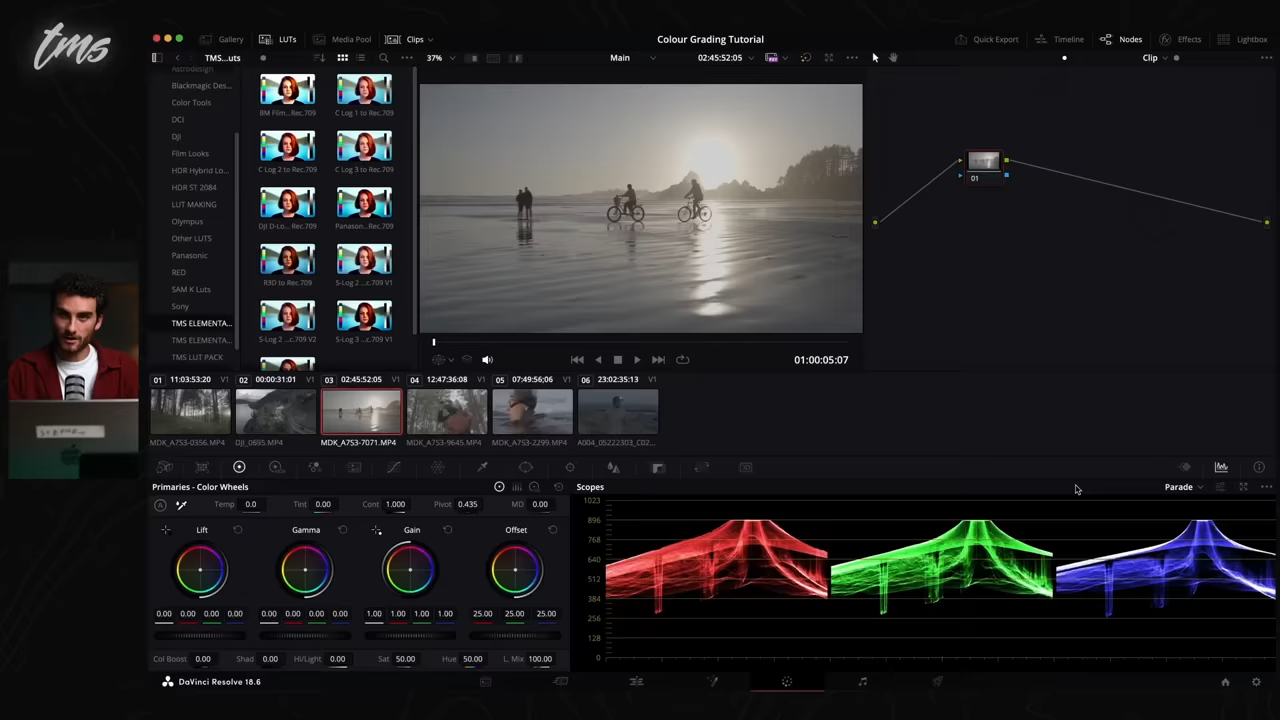 tms
Gallery LUTs Media Pool Clips
Colour Grading Tutorial
Quick Export Timeline Nodes Effects Lightbox
TMS...uts 37% Main 02:45:52:05 Clip
Astrodesign
Blackmagic Des...
Color Tools
DCI
DJI
Film Looks
HDR Hybrid Lo...
HDR ST 2084
LUT MAKING
Olympus
Other LUTS
Panasonic
RED
SAM K Luts
Sony
TMS ELEMENTA...
TMS ELEMENTA...
TMS LUT PACK
BM Film...Rec.709 C Log 1 to Rec.709
C Log 2 to Rec.709 C Log 3 to Rec.709
DJI D-Lo... Rec.709 Panason...Rec.709
R3D to Rec.709 S-Log 2 ...c.709 V1
S-Log 2 ...c.709 V2 S-Log 3 ...c.709 V1
01
01:00:05:07
01 11:03:53:20 V1 02 00:00:31:01 V1 03 02:45:52:05 V1 04 12:47:36:08 V1 05 07:49:56;06 V1 06 23:02:35:13 V1
MDK_A7S3-0356.MP4 DJI_0695.MP4 MDK_A7S3-7071.MP4 MDK_A7S3-9645.MP4 MDK_A7S3-2299.MP4 A004_05222303_C02...
Primaries - Color Wheels
Temp 0.0 Tint 0.00 Cont 1.000 Pivot 0.435 MD 0.00
Lift Gamma Gain Offset
0.00 0.00 0.00 0.00 0.00 0.00 0.00 0.00 1.00 1.00 1.00 1.00 25.00 25.00 25.00
Col Boost 0.00 Shad 0.00 Hi/Light 0.00 Sat 50.00 Hue 50.00 L. Mix 100.00
Scopes Parade
1023
896
768
640
512
384
256
128
0
DaVinci Resolve 18.6